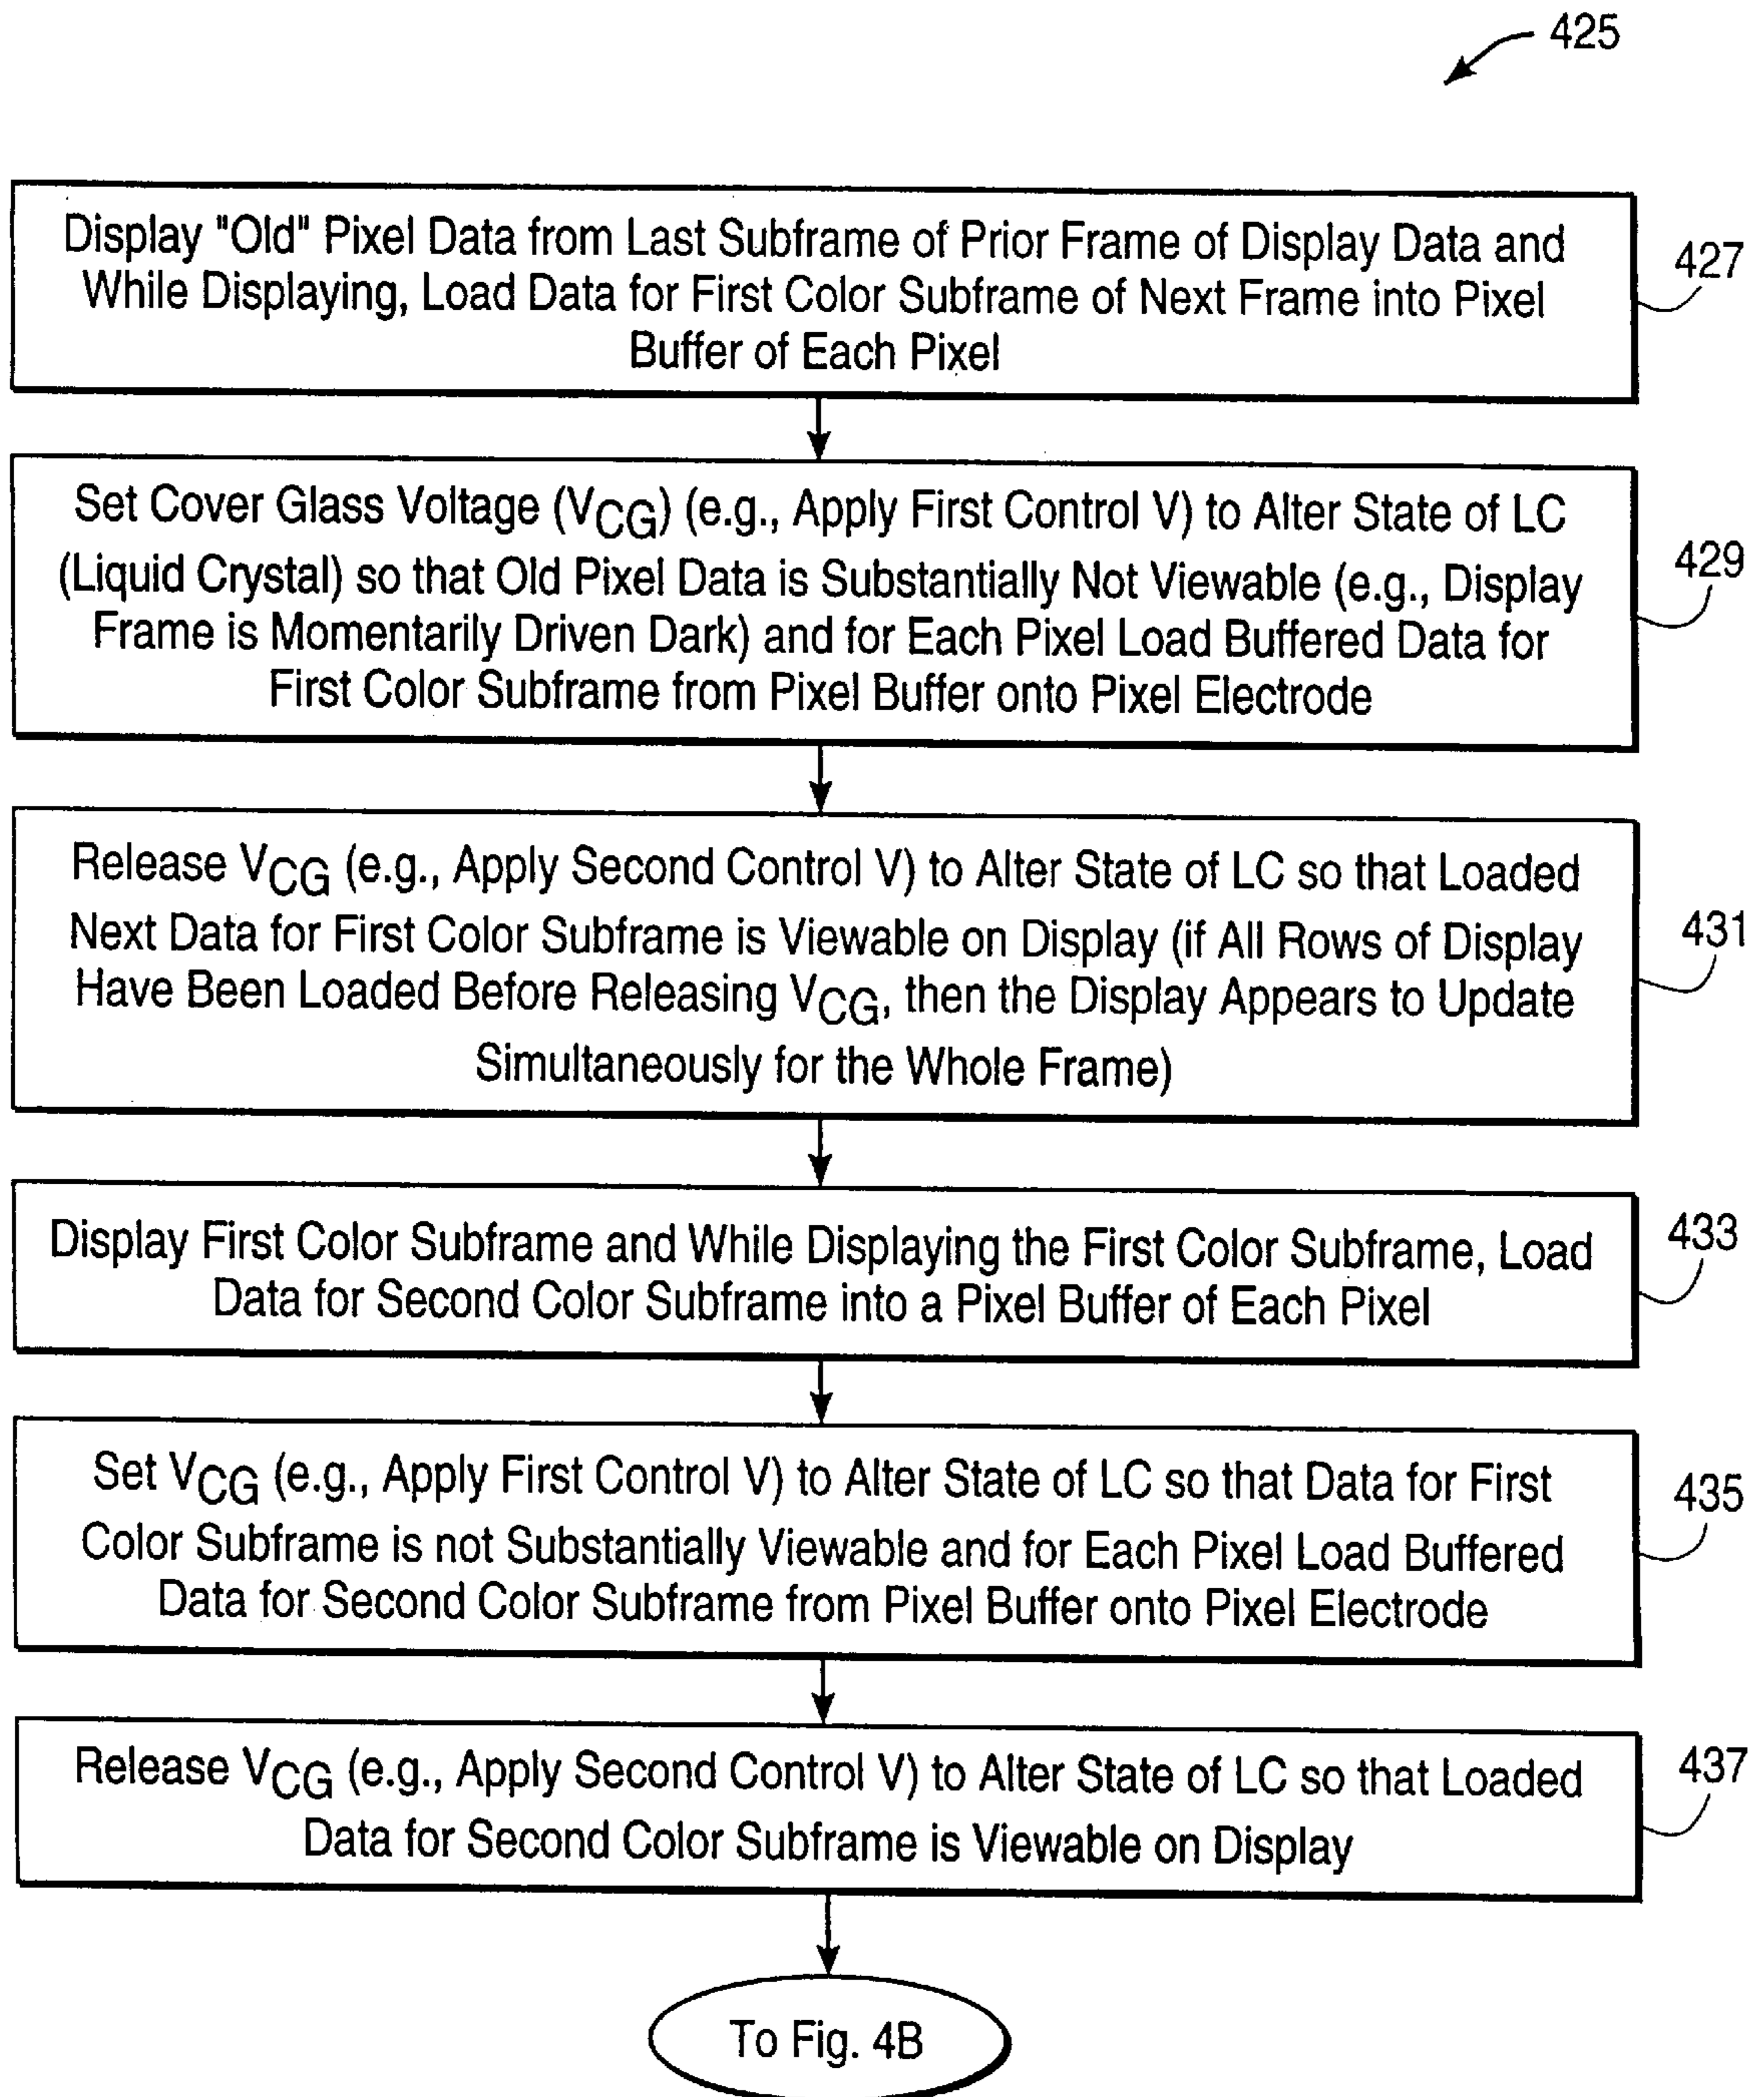 425
Display "Old" Pixel Data from Last Subframe of Prior Frame of Display Data and
While Displaying, Load Data for First Color Subframe of Next Frame into Pixel
Buffer of Each Pixel
427
Set Cover Glass Voltage (VCG) (e.g., Apply First Control V) to Alter State of LC
(Liquid Crystal) so that Old Pixel Data is Substantially Not Viewable (e.g., Display
Frame is Momentarily Driven Dark) and for Each Pixel Load Buffered Data for
First Color Subframe from Pixel Buffer onto Pixel Electrode
429
Release VCG (e.g., Apply Second Control V) to Alter State of LC so that Loaded
Next Data for First Color Subframe is Viewable on Display (if All Rows of Display
Have Been Loaded Before Releasing VCG, then the Display Appears to Update
Simultaneously for the Whole Frame)
431
Display First Color Subframe and While Displaying the First Color Subframe, Load
Data for Second Color Subframe into a Pixel Buffer of Each Pixel
433
Set VCG (e.g., Apply First Control V) to Alter State of LC so that Data for First
Color Subframe is not Substantially Viewable and for Each Pixel Load Buffered
Data for Second Color Subframe from Pixel Buffer onto Pixel Electrode
435
Release VCG (e.g., Apply Second Control V) to Alter State of LC so that Loaded
Data for Second Color Subframe is Viewable on Display
437
To Fig. 4B